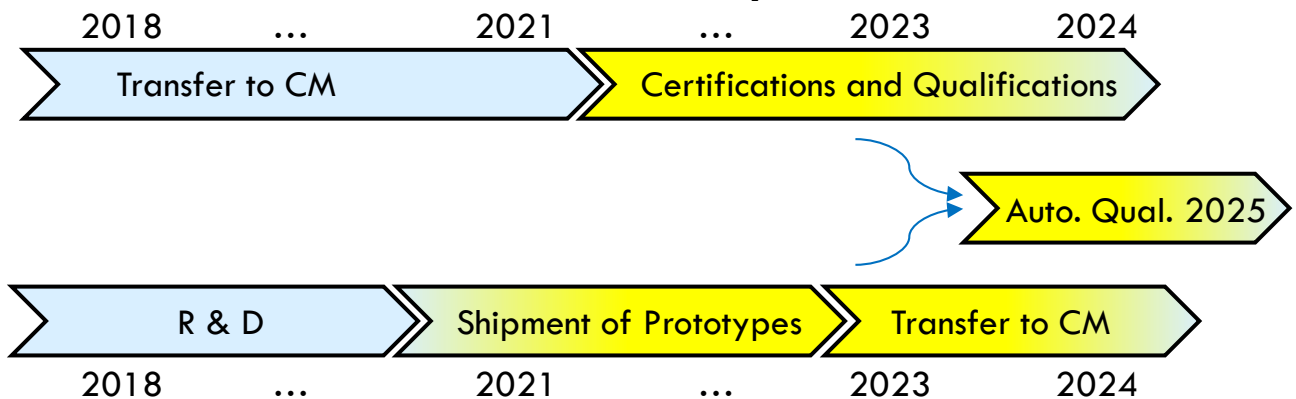 2018 ... 2021 ... 2023 2024
Transfer to CM Certifications and Qualifications
Auto. Qual. 2025
R & D Shipment of Prototypes Transfer to CM
2018 ... 2021 ... 2023 2024